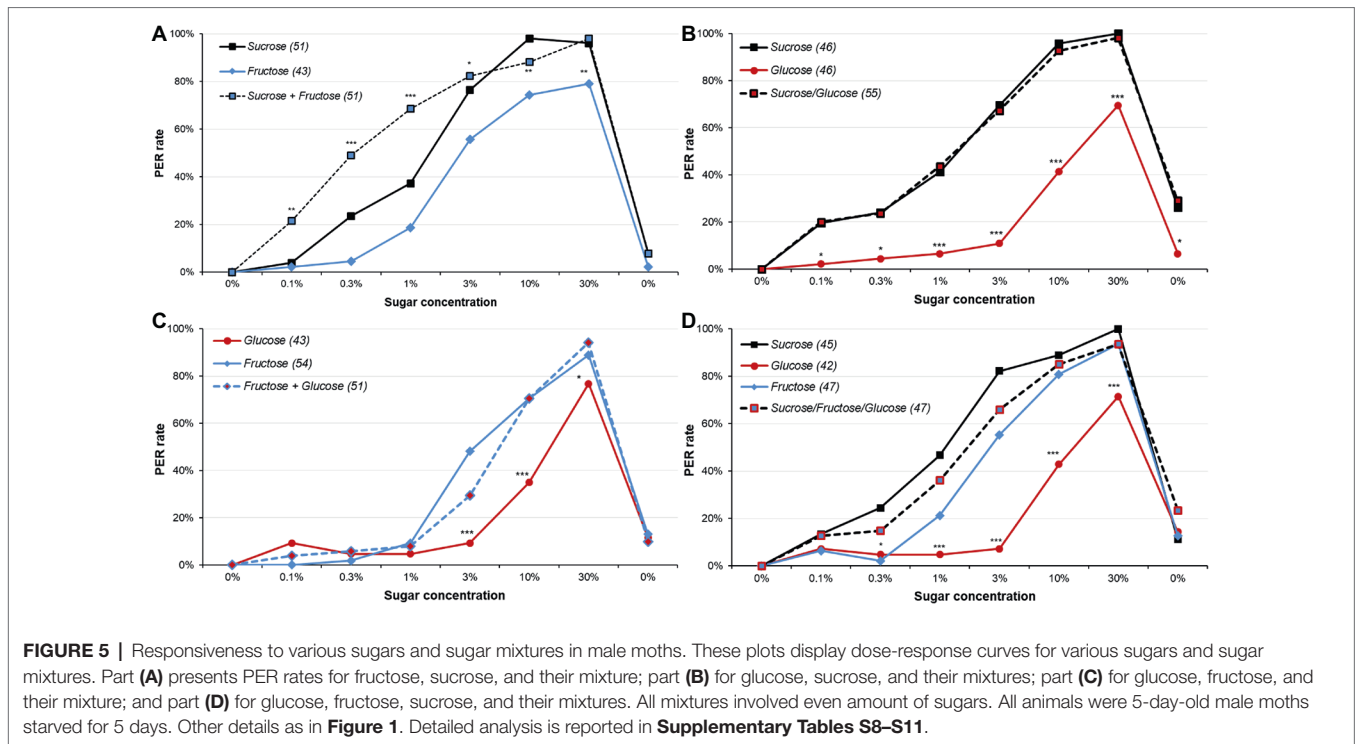 A
Sucrose (51)
Fructose (43)
Sucrose + Fructose (51)
PER rate
100%
80%
60%
40%
20%
0%
**
***
***
*
**
**
0% 0.1% 0.3% 1% 3% 10% 30% 0%
Sugar concentration
B
Sucrose (46)
Glucose (46)
Sucrose/Glucose (55)
PER rate
100%
80%
60%
40%
20%
0%
*
*
***
***
***
***
*
0% 0.1% 0.3% 1% 3% 10% 30% 0%
Sugar concentration
C
Glucose (43)
Fructose (54)
Fructose + Glucose (51)
PER rate
100%
80%
60%
40%
20%
0%
***
***
*
0% 0.1% 0.3% 1% 3% 10% 30% 0%
Sugar concentration
D
Sucrose (45)
Glucose (42)
Fructose (47)
Sucrose/Fructose/Glucose (47)
PER rate
100%
80%
60%
40%
20%
0%
*
***
***
***
***
0% 0.1% 0.3% 1% 3% 10% 30% 0%
Sugar concentration
FIGURE 5 | Responsiveness to various sugars and sugar mixtures in male moths. These plots display dose-response curves for various sugars and sugar
mixtures. Part (A) presents PER rates for fructose, sucrose, and their mixture; part (B) for glucose, sucrose, and their mixtures; part (C) for glucose, fructose, and
their mixture; and part (D) for glucose, fructose, sucrose, and their mixtures. All mixtures involved even amount of sugars. All animals were 5-day-old male moths
starved for 5 days. Other details as in Figure 1. Detailed analysis is reported in Supplementary Tables S8–S11.